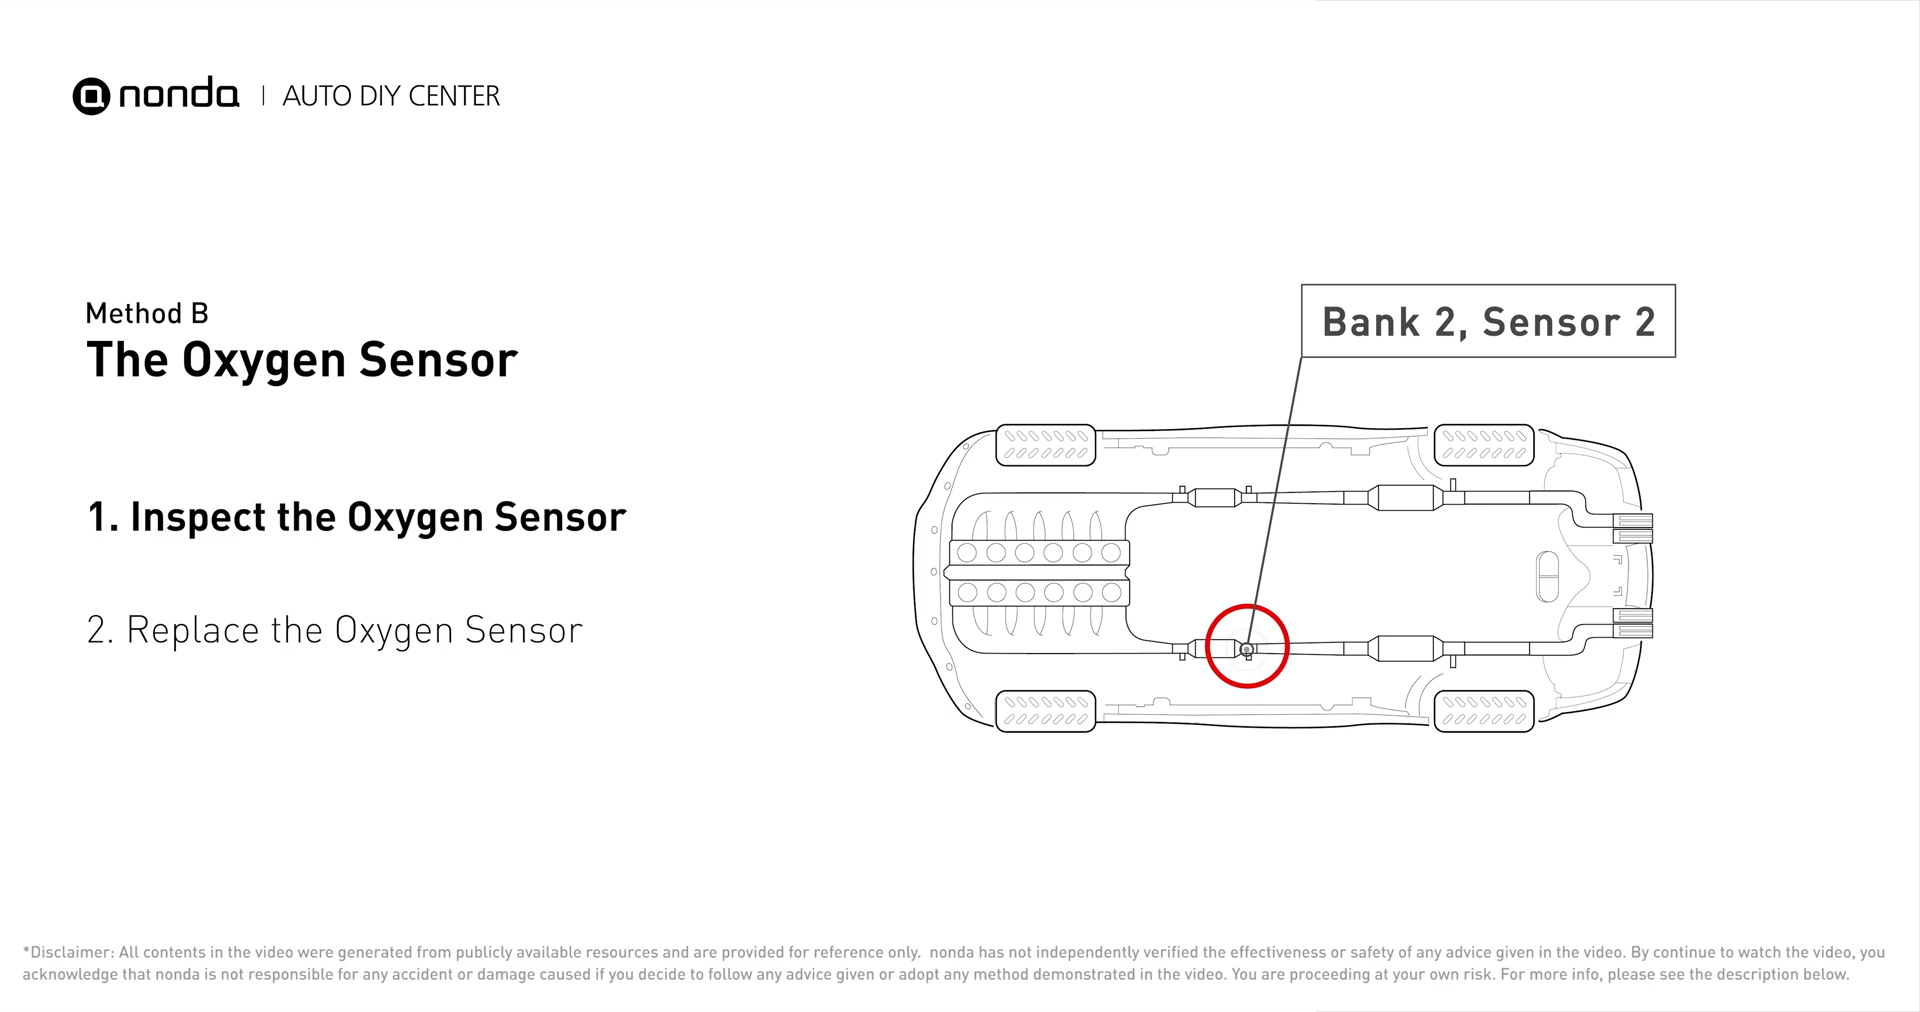 nonda | AUTO DIY CENTER
Method B
The Oxygen Sensor
Bank 2, Sensor 2
1. Inspect the Oxygen Sensor
2. Replace the Oxygen Sensor
*Disclaimer: All contents in the video were generated from publicly available resources and are provided for reference only.  nonda has not independently verified the effectiveness or safety of any advice given in the video. By continue to watch the video, you
acknowledge that nonda is not responsible for any accident or damage caused if you decide to follow any advice given or adopt any method demonstrated in the video. You are proceeding at your own risk. For more info, please see the description below.